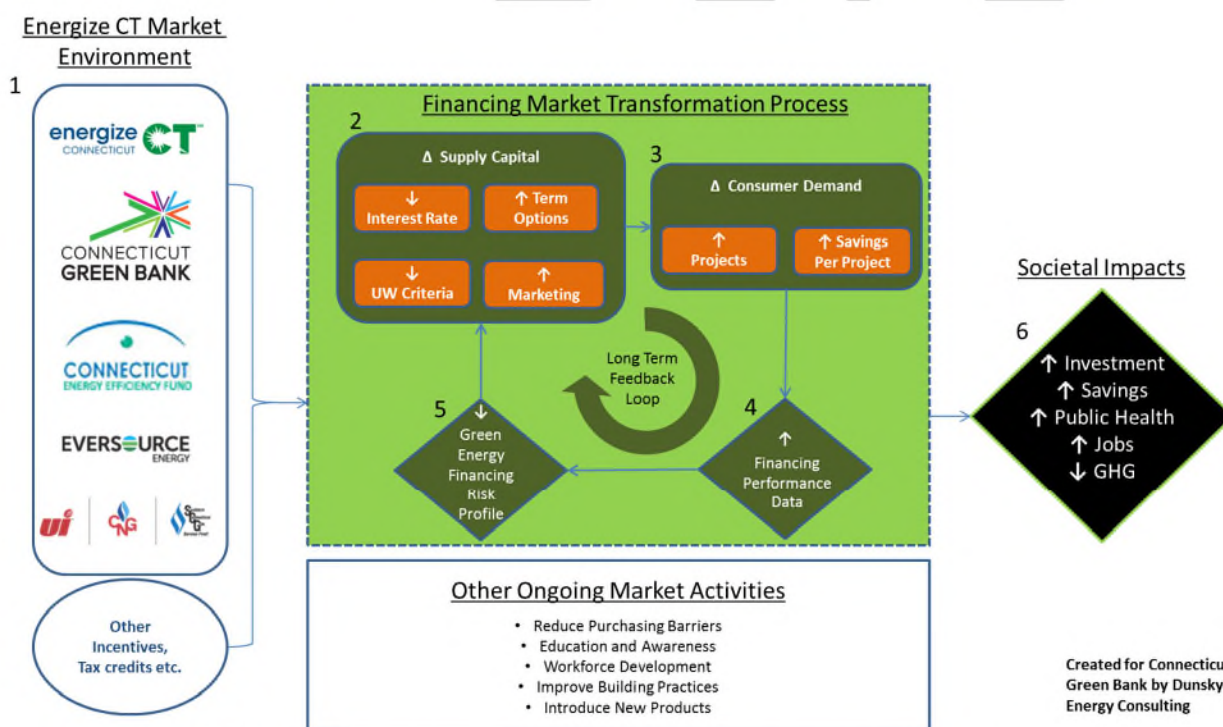 Energize CT Market
Environment
1
energize
CONNECTICUT
CT
CONNECTICUT
GREEN BANK
CONNECTICUT
ENERGY EFFICIENCY FUND
EVERSOURCE
ENERGY
ui
CNG
SCG
Other
Incentives,
Tax credits etc.
Financing Market Transformation Process
2
Δ Supply Capital
↓
Interest Rate
↑ Term
Options
↓
UW Criteria
↑
Marketing
3
Δ Consumer Demand
↑
Projects
↑ Savings
Per Project
Long Term
Feedback
Loop
4
↑
Financing
Performance
Data
5
↓
Green
Energy
Financing
Risk
Profile
Other Ongoing Market Activities
• Reduce Purchasing Barriers
• Education and Awareness
• Workforce Development
• Improve Building Practices
• Introduce New Products
Societal Impacts
6
↑ Investment
↑ Savings
↑ Public Health
↑ Jobs
↓ GHG
Created for Connecticu
Green Bank by Dunsky
Energy Consulting